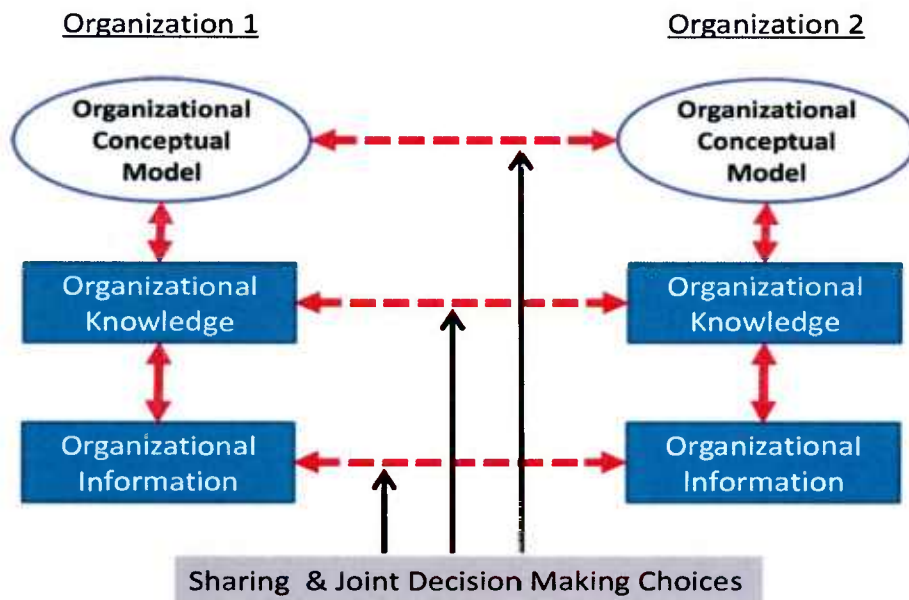 Organization 1
Organization 2
Organizational
Conceptual
Model
Organizational
Conceptual
Model
Organizational
Knowledge
Organizational
Knowledge
Organizational
Information
Organizational
Information
Sharing & Joint Decision Making Choices